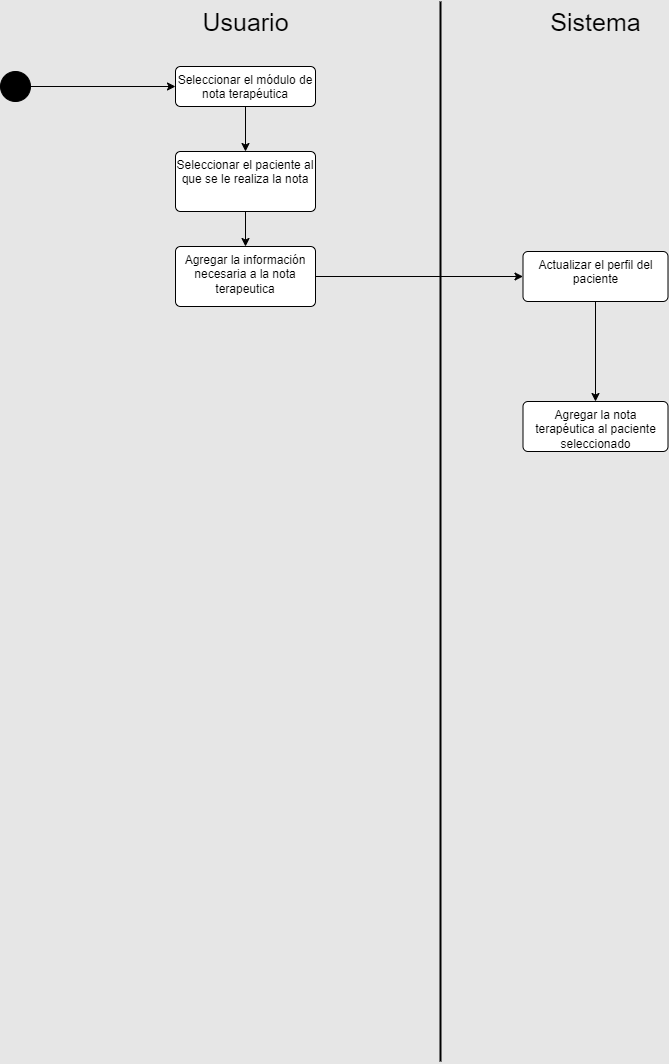 Usuario
Sistema
Seleccionar el módulo de
nota terapéutica
Seleccionar el paciente al
que se le realiza la nota
Agregar la información
necesaria a la nota
terapeutica
Actualizar el perfil del
paciente
Agregar la nota
terapéutica al paciente
seleccionado